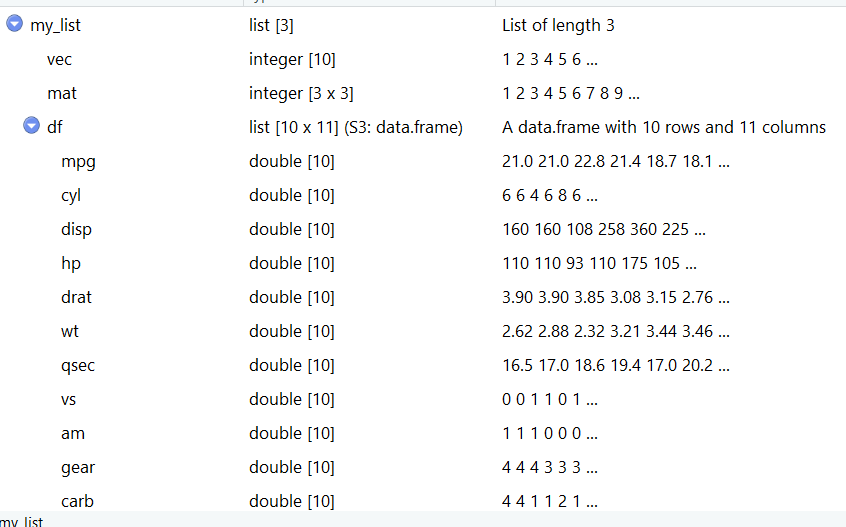 my_list list [3] List of length 3
vec integer [10] 1 2 3 4 5 6 ...
mat integer [3 x 3] 1 2 3 4 5 6 7 8 9 ...
df list [10 x 11] (S3: data.frame) A data.frame with 10 rows and 11 columns
mpg double [10] 21.0 21.0 22.8 21.4 18.7 18.1 ...
cyl double [10] 6 6 4 6 8 6 ...
disp double [10] 160 160 108 258 360 225 ...
hp double [10] 110 110 93 110 175 105 ...
drat double [10] 3.90 3.90 3.85 3.08 3.15 2.76 ...
wt double [10] 2.62 2.88 2.32 3.21 3.44 3.46 ...
qsec double [10] 16.5 17.0 18.6 19.4 17.0 20.2 ...
vs double [10] 0 0 1 1 0 1 ...
am double [10] 1 1 1 0 0 0 ...
gear double [10] 4 4 4 3 3 3 ...
carb double [10] 4 4 1 1 2 1 ...
my_list